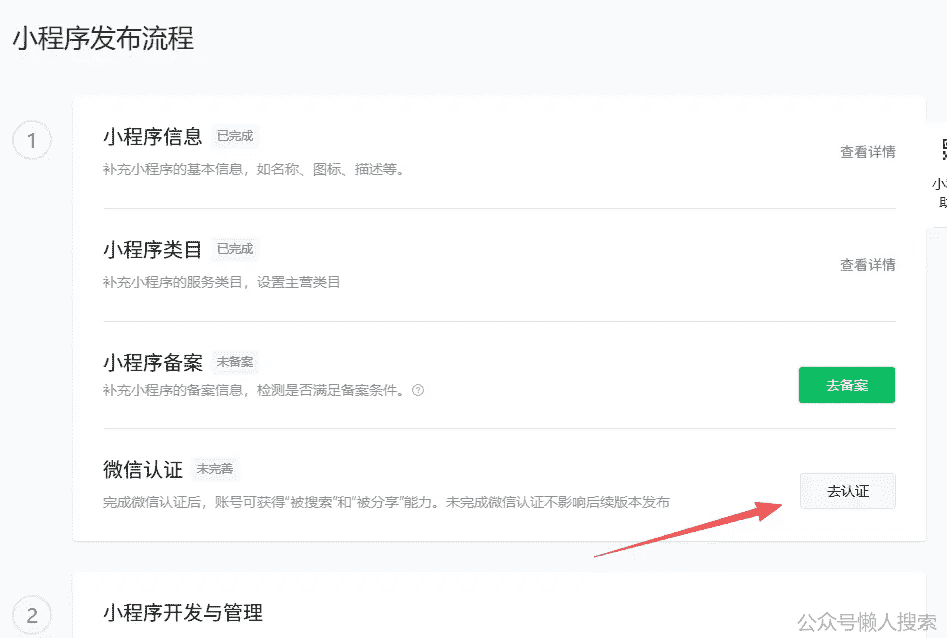 小程序发布流程
1
小程序信息 已完成
补充小程序的基本信息，如名称、图标、描述等。
查看详情
小程序类目 已完成
补充小程序的服务类目，设置主营类目
查看详情
小程序备案 未备案
补充小程序的备案信息，检测是否满足备案条件。
去备案
微信认证 未完善
完成微信认证后，账号可获得“被搜索”和“被分享”能力。未完成微信认证不影响后续版本发布
去认证
2
小程序开发与管理
公众号懒人搜索